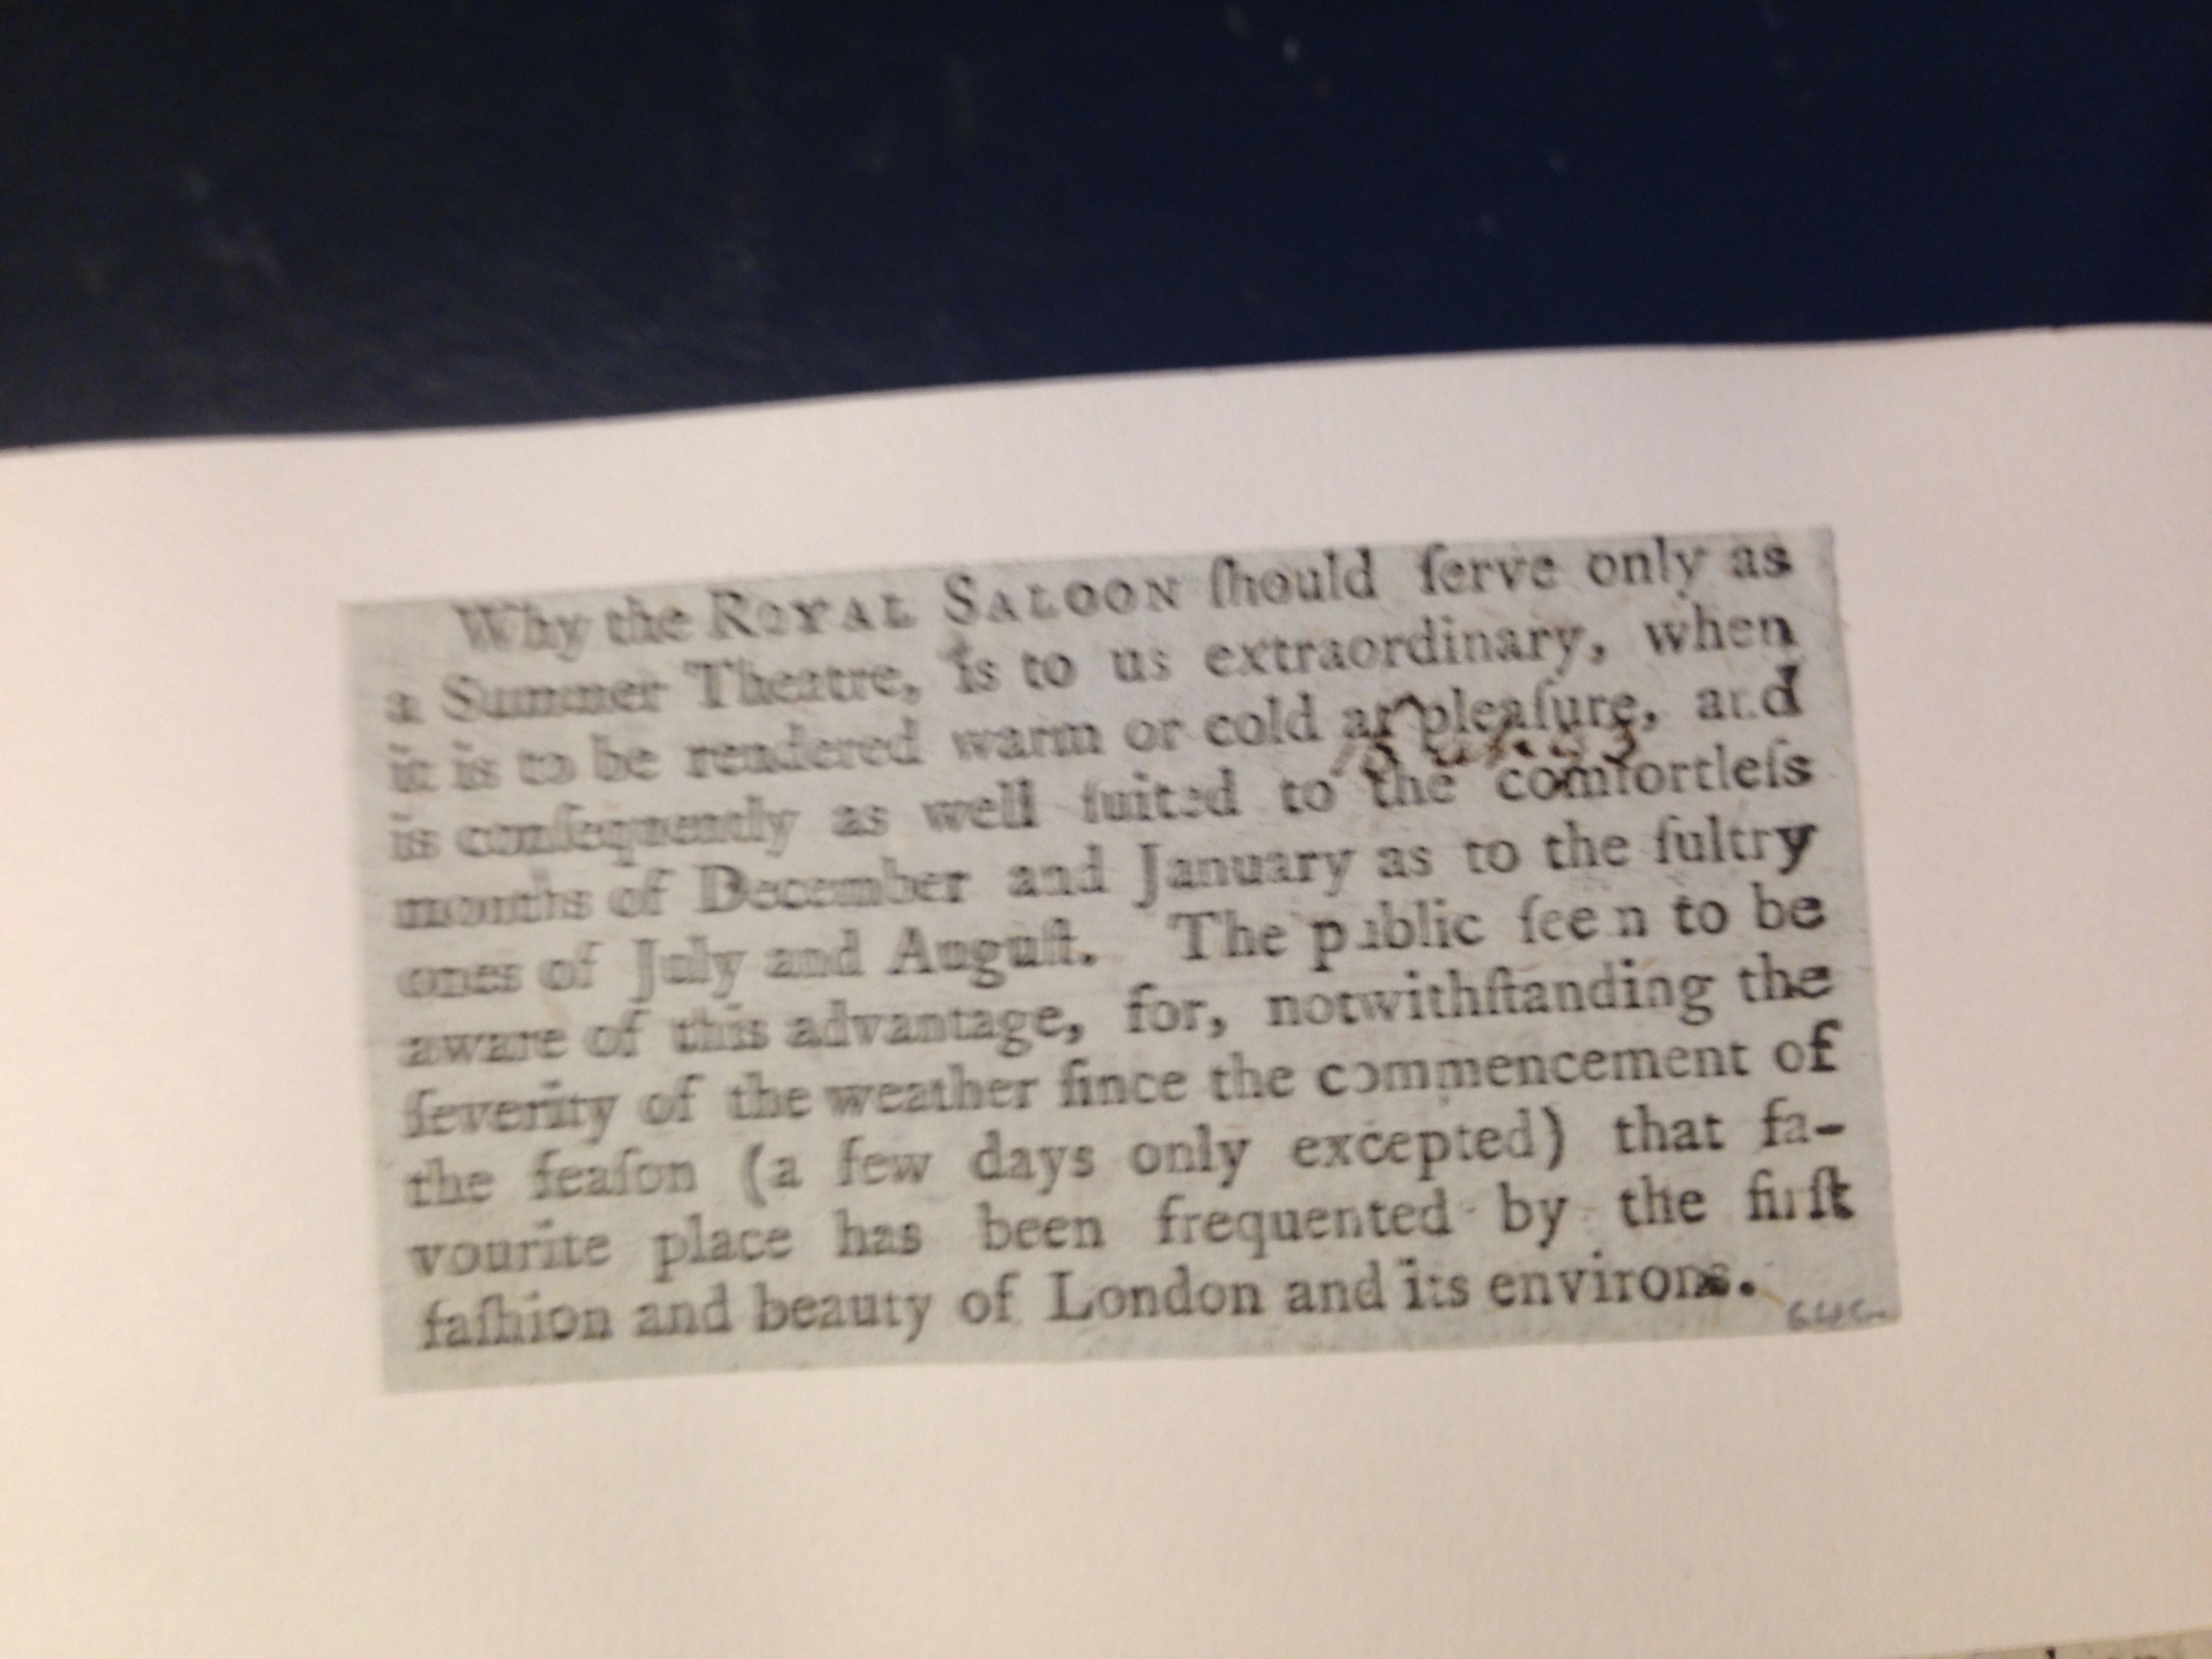 Why the ROYAL SALOON ſhould ſerve only as
a Summer Theatre, is to us extraordinary, when
it is to be rendered warm or cold at pleaſure, and
is conſequently as well ſuited to the comfortleſs
months of December and January as to the ſultry
ones of July and Auguſt. The public ſeem to be
aware of this advantage, for, notwithſtanding the
ſeverity of the weather ſince the commencement of
the ſeaſon (a few days only excepted) that fa-
vourite place has been frequented by the firſt
faſhion and beauty of London and its environs.